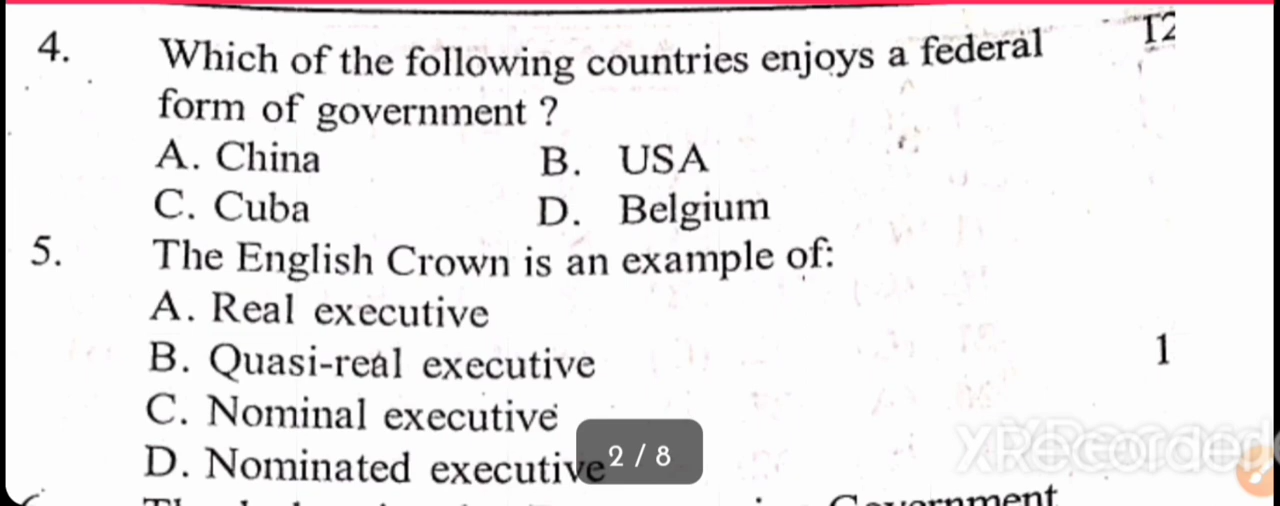 4. Which of the following countries enjoys a federal
form of government ?
A. China B. USA
C. Cuba D. Belgium
5. The English Crown is an example of:
A. Real executive
B. Quasi-real executive
1
C. Nominal executive
D. Nominated executive
2 / 8
XRecorder
Government